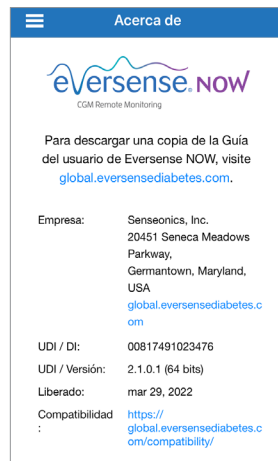 Acerca de
eversense. NOW
CGM Remote Monitoring
Para descargar una copia de la Guía
del usuario de Eversense NOW, visite
global.eversensediabetes.com.
Empresa: Senseonics, Inc.
20451 Seneca Meadows
Parkway,
Germantown, Maryland,
USA
global.eversensediabetes.c
om
UDI / DI: 00817491023476
UDI / Versión: 2.1.0.1 (64 bits)
Liberado: mar 29, 2022
Compatibilidad https://
: global.eversensediabetes.c
om/compatibility/